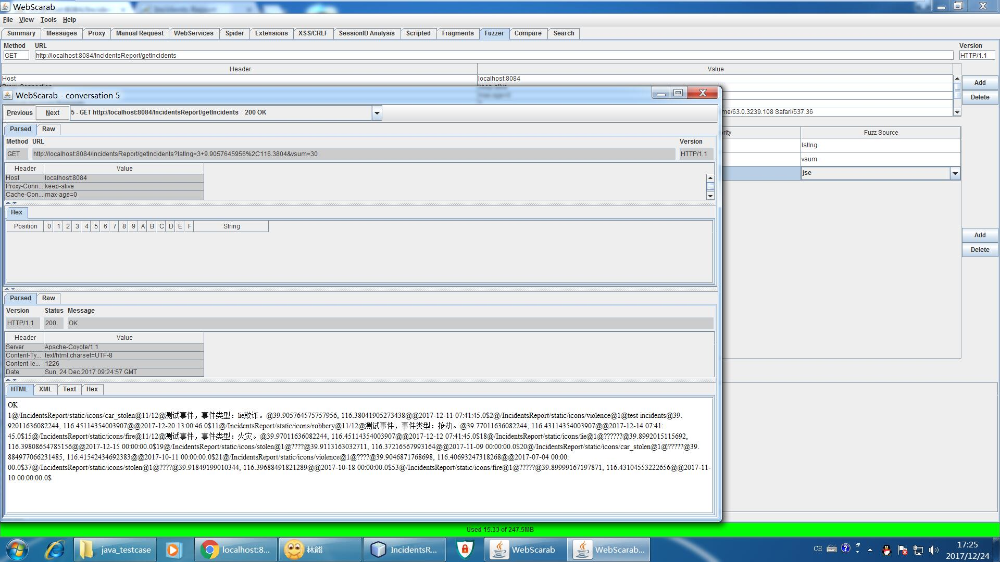 WebScarab
File View Tools Help
Summary Messages Proxy Manual Request WebServices Spider Extensions XSS/CRLF SessionID Analysis Scripted Fragments Fuzzer Compare Search
Method URL Version
GET http://localhost:8084/IncidentsReport/getIncidents HTTP/1.1
Header Value
Host localhost:8084
Add
Delete
me/63.0.3239.108 Safari/537.36
rity Fuzz Source
latlng
vsum
jse
Add
Delete
WebScarab - conversation 5
Previous Next 5 - GET http://localhost:8084/IncidentsReport/getIncidents 200 OK
Parsed Raw
Method URL Version
GET http://localhost:8084/IncidentsReport/getIncidents?latlng=3+9.9057645956%2C116.3804&vsum=30 HTTP/1.1
Header Value
Host localhost:8084
Proxy-Conn... keep-alive
Cache-Con... max-age=0
Hex
Position 0 1 2 3 4 5 6 7 8 9 A B C D E F String
Parsed Raw
Version Status Message
HTTP/1.1 200 OK
Header Value
Server Apache-Coyote/1.1
Content-Ty... text/html;charset=UTF-8
Content-le... 1226
Date Sun, 24 Dec 2017 09:24:57 GMT
HTML XML Text Hex
OK
1@/IncidentsReport/static/icons/car_stolen@11/12@测试事件，事件类型：lie欺诈。@39.905764575757956, 116.38041905273438@@2017-12-11 07:41:45.0$2@/IncidentsReport/static/icons/violence@1@test incidents@39.
92011636082244, 116.45114354003907@@2017-12-20 13:00:46.0$11@/IncidentsReport/static/icons/robbery@11/12@测试事件，事件类型：抢劫。@39.77011636082244, 116.43114354003907@@2017-12-14 07:41:
45.0$15@/IncidentsReport/static/icons/fire@11/12@测试事件，事件类型：火灾。@39.97011636082244, 116.45114354003907@@2017-12-12 07:41:45.0$18@/IncidentsReport/static/icons/lie@1@??????@39.8992015115692,
116.39808654785156@@2017-12-15 00:00:00.0$19@/IncidentsReport/static/icons/stolen@1@????@39.9113163032711, 116.37216567993164@@2017-11-09 00:00:00.0$20@/IncidentsReport/static/icons/car_stolen@1@?????@39.
884977066231485, 116.41542434692383@@2017-10-11 00:00:00.0$21@/IncidentsReport/static/icons/violence@1@????@39.9046871768698, 116.40693247318268@@2017-07-04 00:00:
00.0$37@/IncidentsReport/static/icons/stolen@1@????@39.91849199010344, 116.39688491821289@@2017-10-18 00:00:00.0$53@/IncidentsReport/static/icons/fire@1@?????@39.89999167197871, 116.43104553222656@@2017-11-
10 00:00:00.0$
Used 15.33 of 247.5MB
java_testcase localhost:8... 林能 IncidentsR... WebScarab WebScarab... CH 17:25
2017/12/24